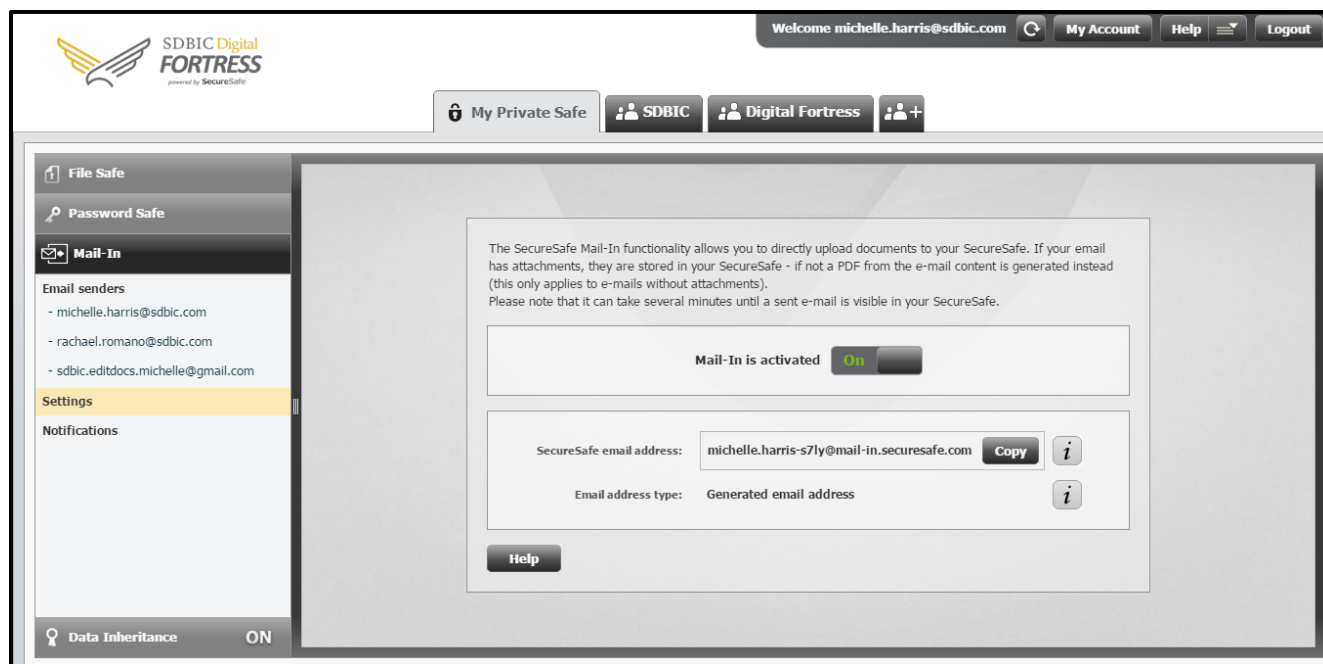 Welcome michelle.harris@sdbic.com My Account Help Logout
SDBIC Digital
FORTRESS
powered by SecureSafe
My Private Safe SDBIC Digital Fortress
File Safe
Password Safe
Mail-In
Email senders
- michelle.harris@sdbic.com
- rachael.romano@sdbic.com
- sdbic.editdocs.michelle@gmail.com
Settings
Notifications
Data Inheritance ON
The SecureSafe Mail-In functionality allows you to directly upload documents to your SecureSafe. If your email
has attachments, they are stored in your SecureSafe - if not a PDF from the e-mail content is generated instead
(this only applies to e-mails without attachments).
Please note that it can take several minutes until a sent e-mail is visible in your SecureSafe.
Mail-In is activated On
SecureSafe email address: michelle.harris-s7ly@mail-in.securesafe.com Copy i
Email address type: Generated email address i
Help